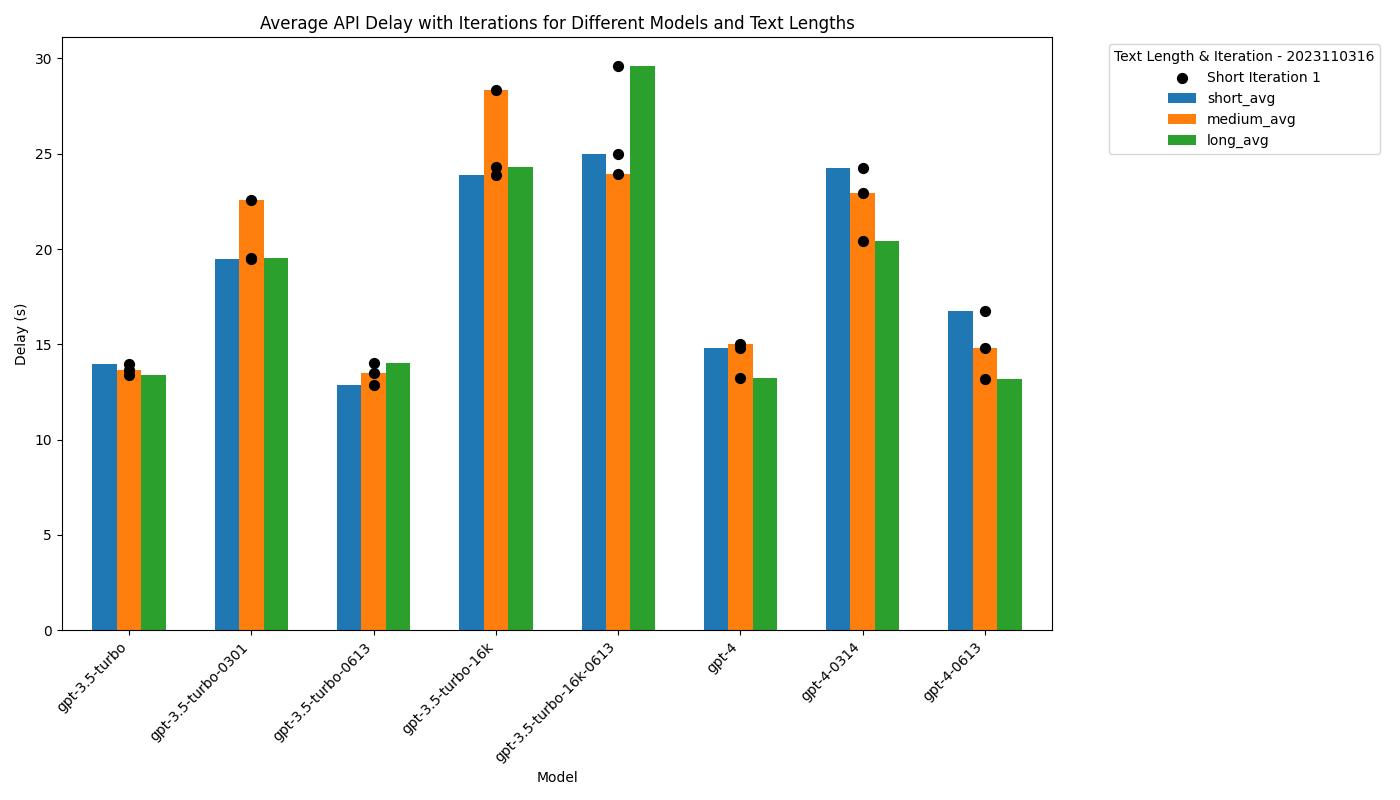 Average API Delay with Iterations for Different Models and Text Lengths
Text Length & Iteration - 2023110316
Short Iteration 1
short_avg
medium_avg
long_avg
Delay (s)
30
25
20
15
10
5
0
gpt-3.5-turbo
gpt-3.5-turbo-0301
gpt-3.5-turbo-0613
gpt-3.5-turbo-16k
gpt-3.5-turbo-16k-0613
gpt-4
gpt-4-0314
gpt-4-0613
Model